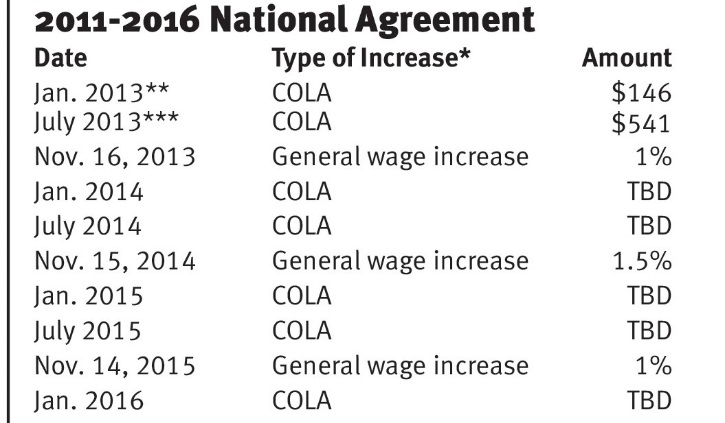 2011-2016 National Agreement
Date Type of Increase* Amount
Jan. 2013** COLA $146
July 2013*** COLA $541
Nov. 16, 2013 General wage increase 1%
Jan. 2014 COLA TBD
July 2014 COLA TBD
Nov. 15, 2014 General wage increase 1.5%
Jan. 2015 COLA TBD
July 2015 COLA TBD
Nov. 14, 2015 General wage increase 1%
Jan. 2016 COLA TBD